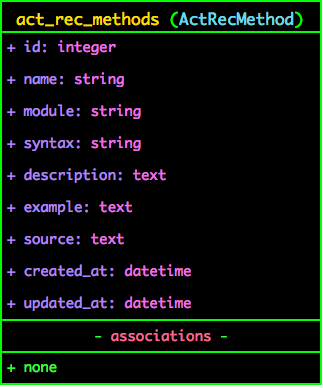 act_rec_methods (ActRecMethod)
+ id: integer
+ name: string
+ module: string
+ syntax: string
+ description: text
+ example: text
+ source: text
+ created_at: datetime
+ updated_at: datetime
- associations -
+ none